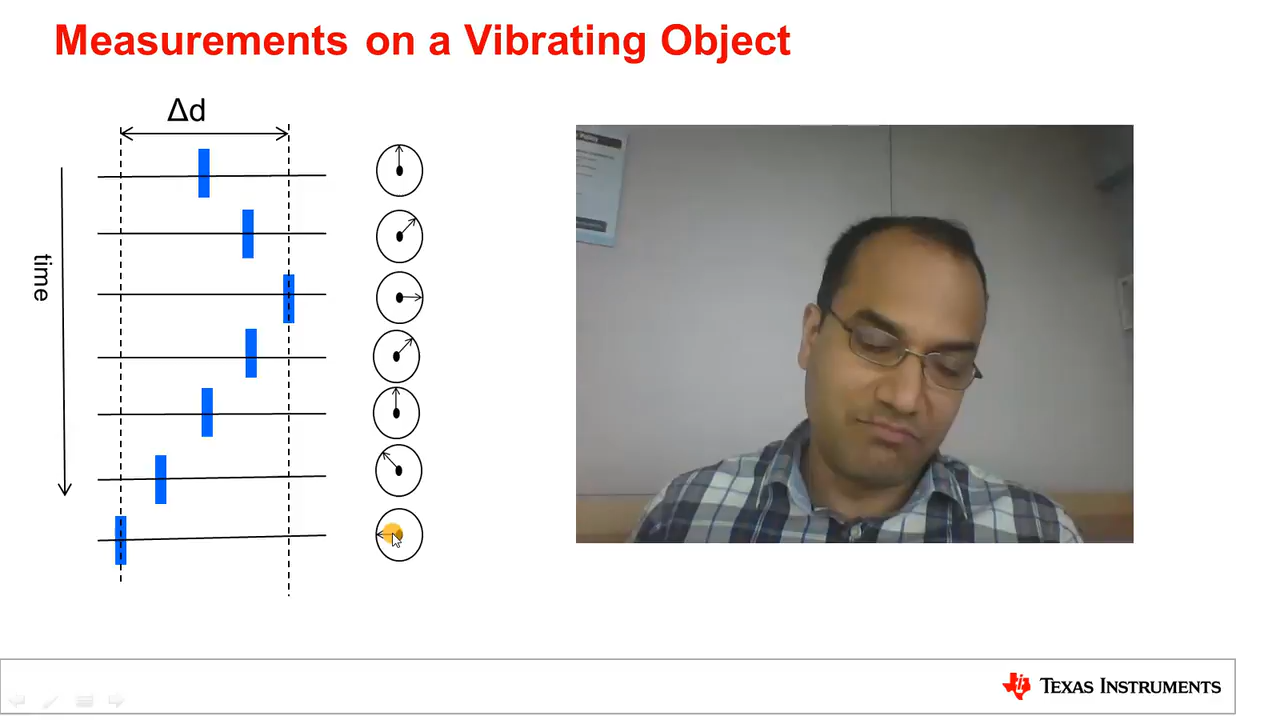 Measurements on a Vibrating Object
Δd
time
TEXAS INSTRUMENTS